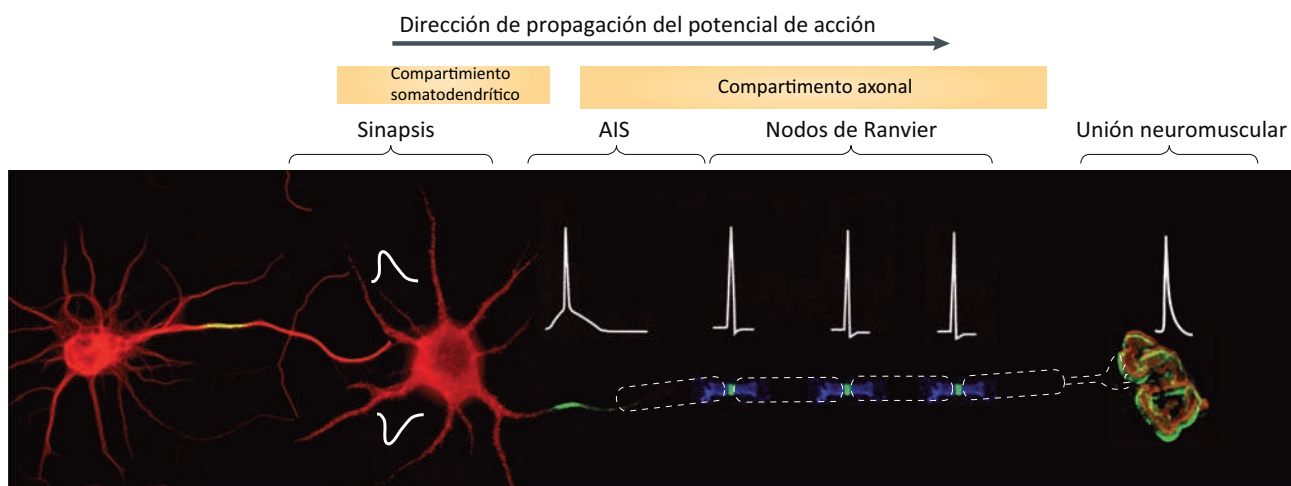 Dirección de propagación del potencial de acción
Compartimiento
somatodendrítico
Compartimento axonal
Sinapsis
AIS
Nodos de Ranvier
Unión neuromuscular